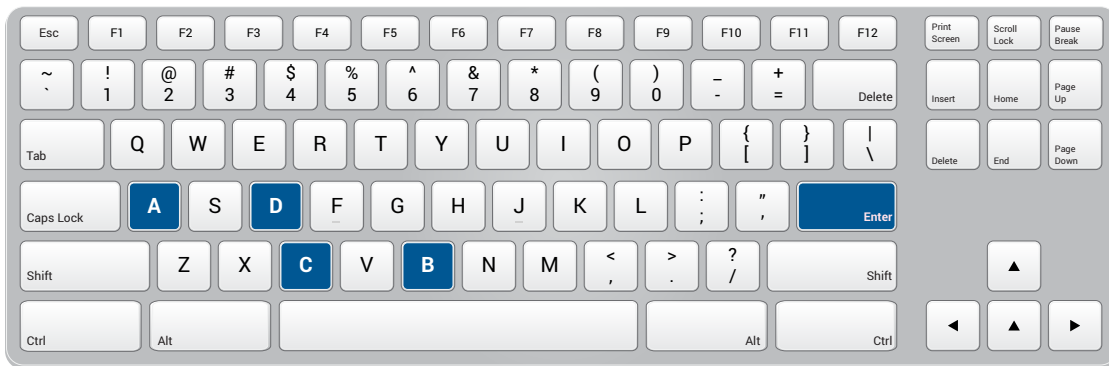 Esc F1 F2 F3 F4 F5 F6 F7 F8 F9 F10 F11 F12 Print Screen Scroll Lock Pause Break
~ ` ! 1 @ 2 # 3 $ 4 % 5 ^ 6 & 7 * 8 ( 9 ) 0 _ - + = Delete Insert Home Page Up
Tab Q W E R T Y U I O P { [ } ] | \ Delete End Page Down
Caps Lock A S D F G H J K L : ; " ' Enter
Shift Z X C V B N M < , > . ? / Shift ▲
Ctrl Alt Alt Ctrl ◀ ▲ ▶